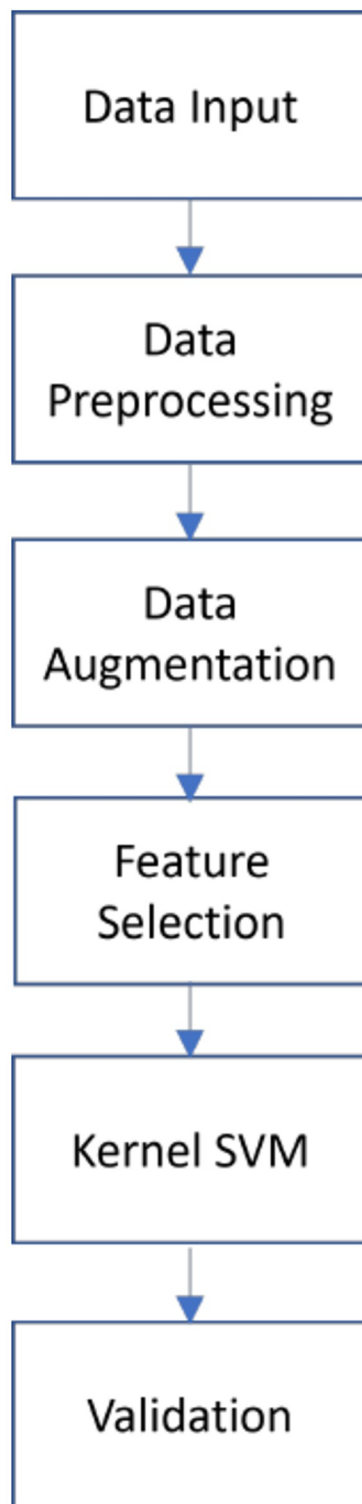 Data Input
Data
Preprocessing
Data
Augmentation
Feature
Selection
Kernel SVM
Validation